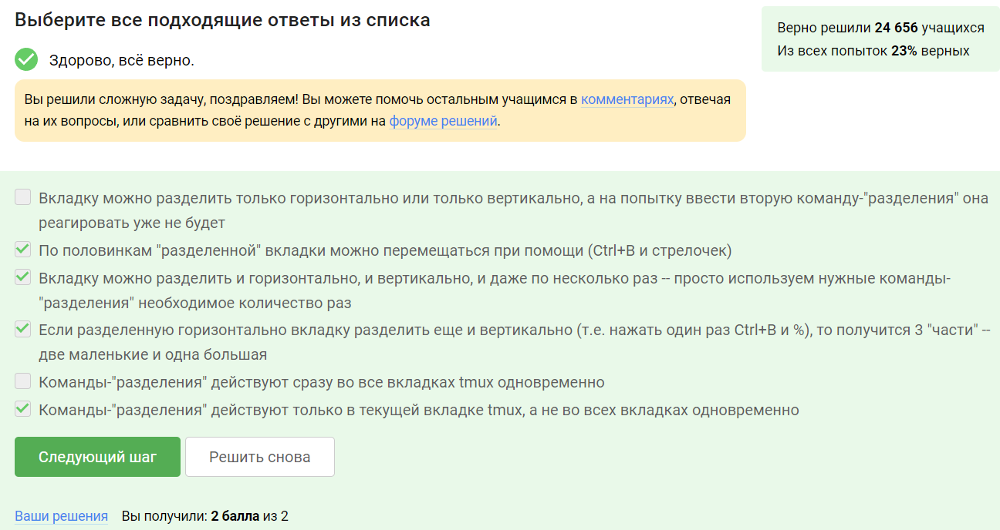 Выберите все подходящие ответы из списка
Верно решили 24 656 учащихся
Из всех попыток 23% верных
Здорово, всё верно.
Вы решили сложную задачу, поздравляем! Вы можете помочь остальным учащимся в комментариях, отвечая
на их вопросы, или сравнить своё решение с другими на форуме решений.
Вкладку можно разделить только горизонтально или только вертикально, а на попытку ввести вторую команду-"разделения" она
реагировать уже не будет
По половинкам "разделенной" вкладки можно перемещаться при помощи (Ctrl+B и стрелочек)
Вкладку можно разделить и горизонтально, и вертикально, и даже по несколько раз -- просто используем нужные команды-
"разделения" необходимое количество раз
Если разделенную горизонтально вкладку разделить еще и вертикально (т.е. нажать один раз Ctrl+B и %), то получится 3 "части" --
две маленькие и одна большая
Команды-"разделения" действуют сразу во все вкладках tmux одновременно
Команды-"разделения" действуют только в текущей вкладке tmux, а не во всех вкладках одновременно
Следующий шаг
Решить снова
Ваши решения Вы получили: 2 балла из 2